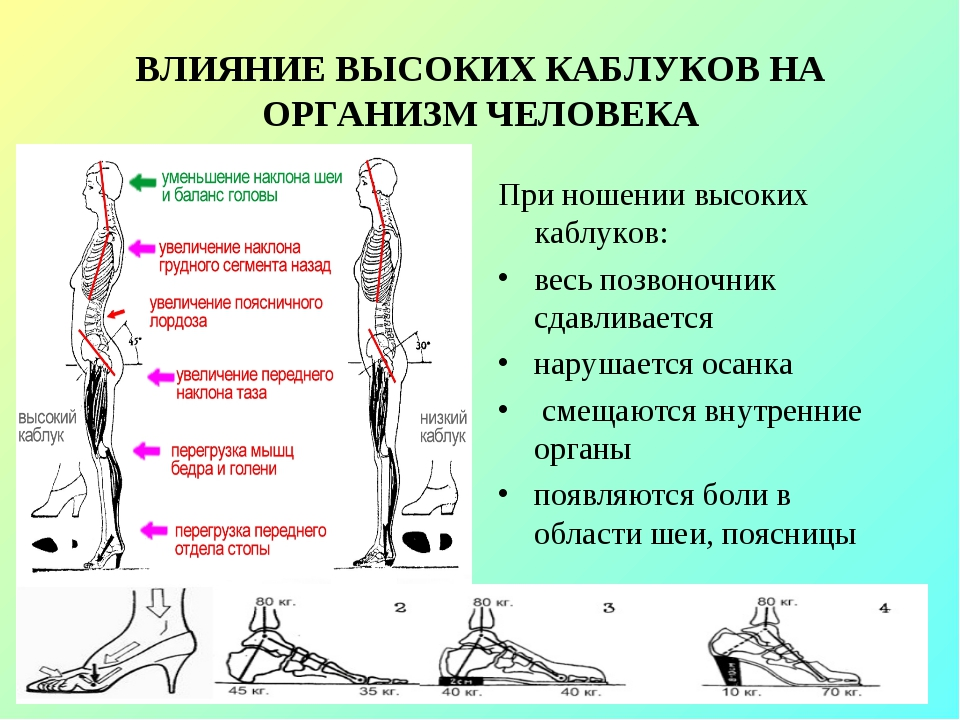 ВЛИЯНИЕ ВЫСОКИХ КАБЛУКОВ НА
ОРГАНИЗМ ЧЕЛОВЕКА
уменьшение наклона шеи
и баланс головы
увеличение наклона
грудного сегмента назад
увеличение поясничного
лордоза
45°
30°
увеличение переднего
наклона таза
высокий
каблук
низкий
каблук
перегрузка мышц
бедра и голени
перегрузка переднего
отдела стопы
При ношении высоких
каблуков:
• весь позвоночник
сдавливается
• нарушается осанка
• смещаются внутренние
органы
• появляются боли в
области шеи, поясницы
80 кг.
2
45 кг.
35 кг.
80 кг.
3
2см
40 кг.
40 кг.
80 кг.
4
10 кг.
70 кг.